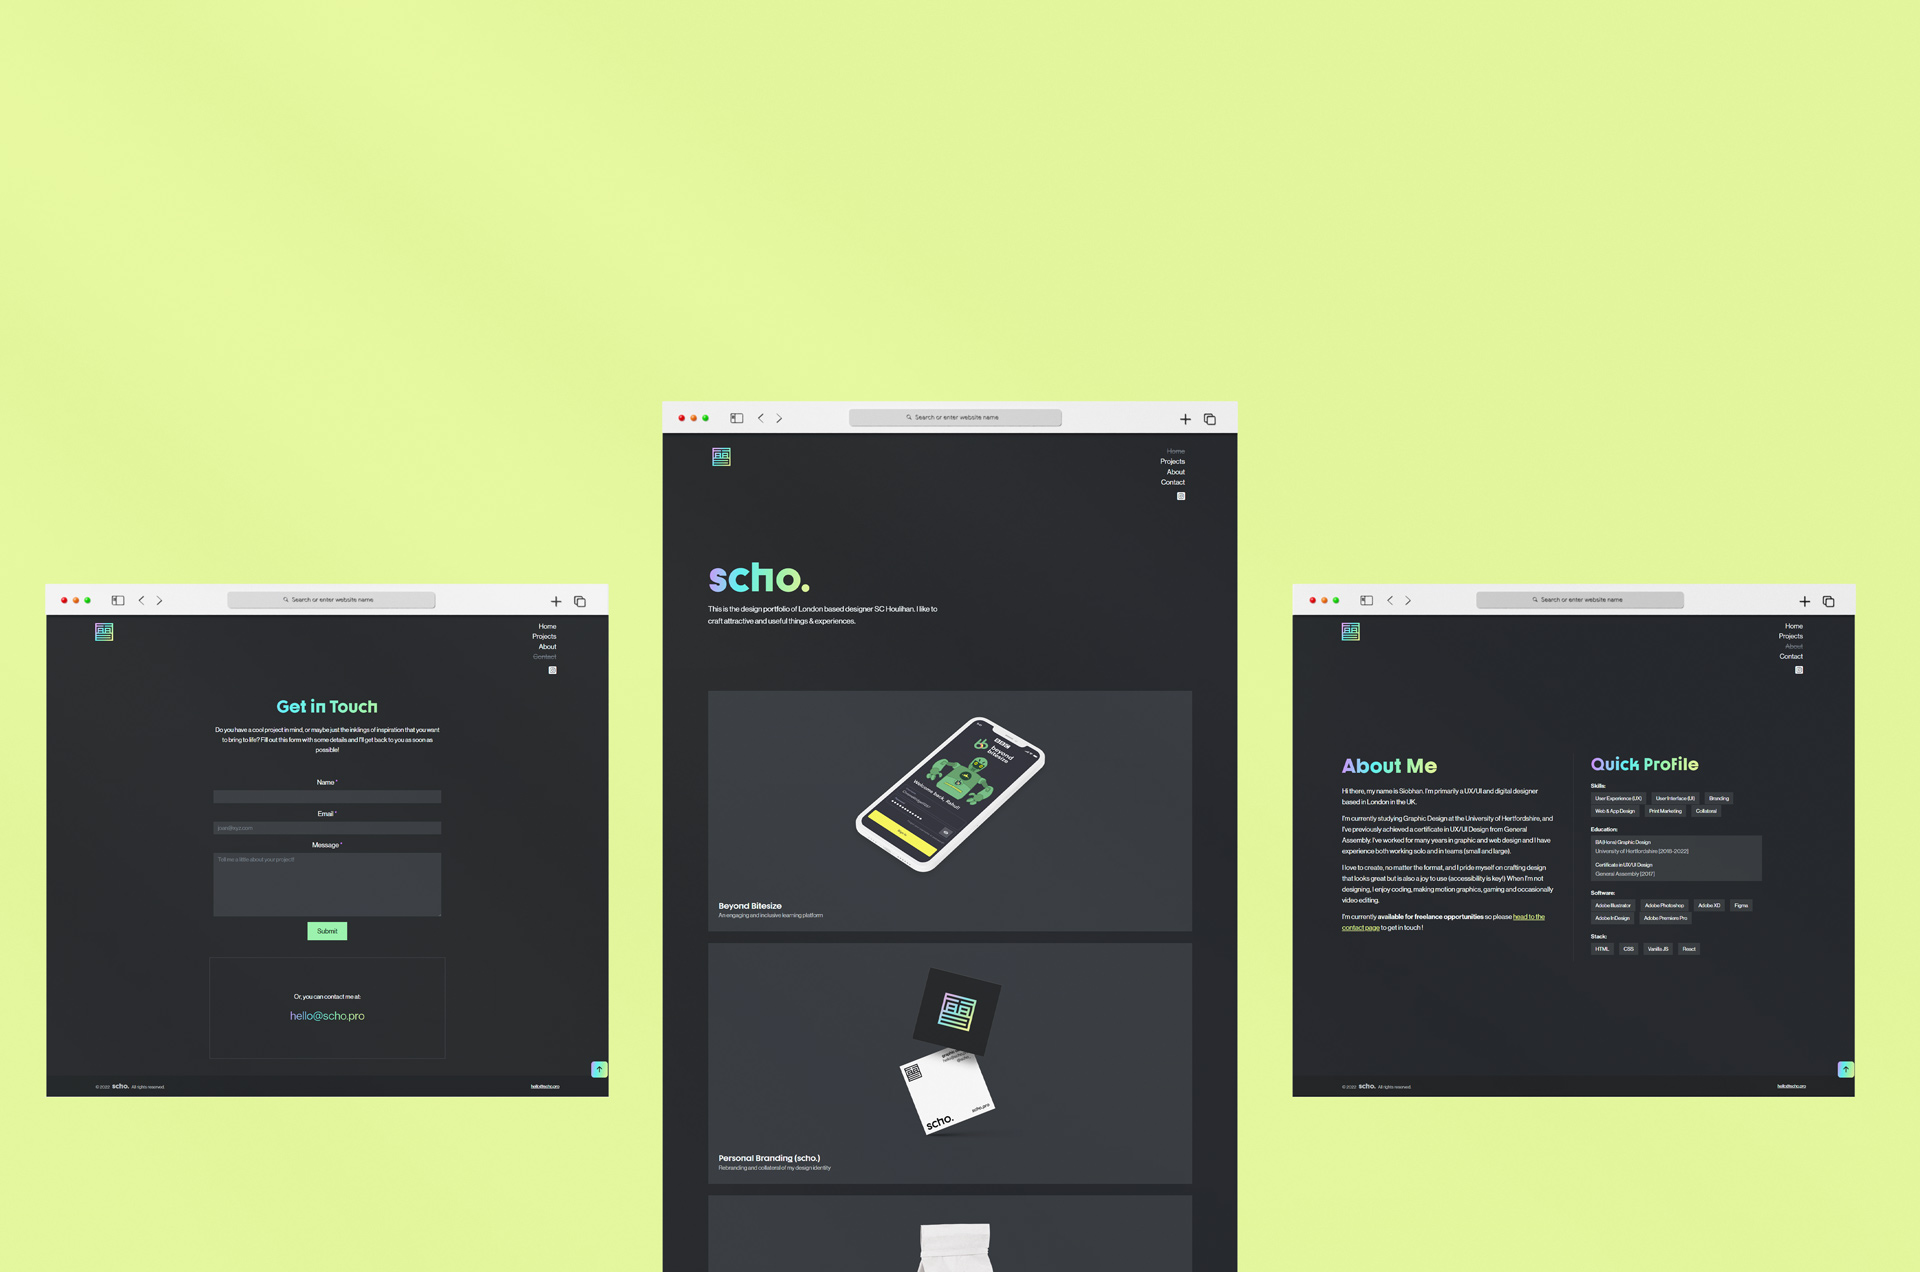 Search or enter website name
Home
Projects
About
Contact
Get in Touch
Do you have a cool project in mind, or maybe just the inklings of inspiration that you want
to bring to life? Fill out this form with some details and I'll get back to you as soon as
possible!
Name *
Email *
joan@xyz.com
Message *
Tell me a little about your project!
Submit
Or, you can contact me at:
hello@scho.pro
© 2022 scho. All rights reserved.
hello@scho.pro
Search or enter website name
Home
Projects
About
Contact
scho.
This is the design portfolio of London based designer SC Houlihan. I like to
craft attractive and useful things & experiences.
BBC
beyond
bitesize
Welcome back, Rahul!
Sign in
Beyond Bitesize
An engaging and inclusive learning platform
scho.
scho.pro
Personal Branding (scho.)
Rebranding and collateral of my design identity
Search or enter website name
Home
Projects
About
Contact
About Me
Hi there, my name is Siobhan. I'm primarily a UX/UI and digital designer
based in London in the UK.
I'm currently studying Graphic Design at the University of Hertfordshire, and
I've previously achieved a certificate in UX/UI Design from General
Assembly. I've worked for many years in graphic and web design and I have
experience both working solo and in teams (small and large).
I love to create, no matter the format, and I pride myself on crafting design
that looks great but is also a joy to use (accessibility is key!) When I'm not
designing, I enjoy coding, making motion graphics, gaming and occasionally
video editing.
I'm currently available for freelance opportunities so please head to the
contact page to get in touch !
Quick Profile
Skills:
User Experience (UX) User Interface (UI) Branding
Web & App Design Print Marketing Collateral
Education:
BA (Hons) Graphic Design
University of Hertfordshire (2018-2022)
Certificate in UX/UI Design
General Assembly (2017)
Software:
Adobe Illustrator Adobe Photoshop Adobe XD Figma
Adobe InDesign Adobe Premiere Pro
Stack:
HTML CSS Vanilla JS React
© 2022 scho. All rights reserved.
hello@scho.pro